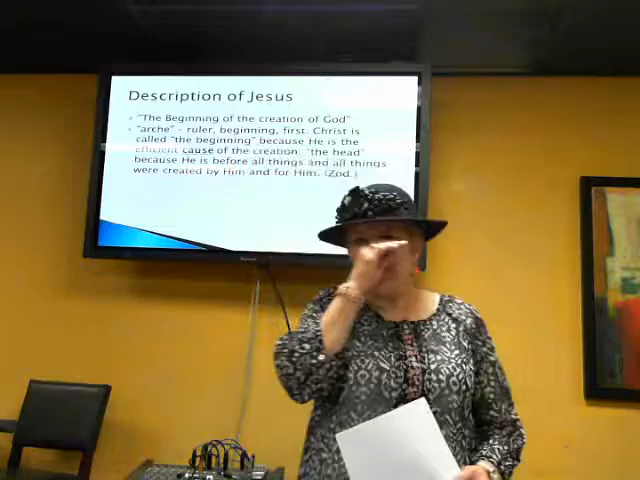 Description of Jesus
"The Beginning of the creation of God"
"arche" - ruler, beginning, first. Christ is
called "the beginning" because He is the
efficient cause of the creation; "the head"
because He is before all things and all things
were created by Him and for Him. (Zod.)